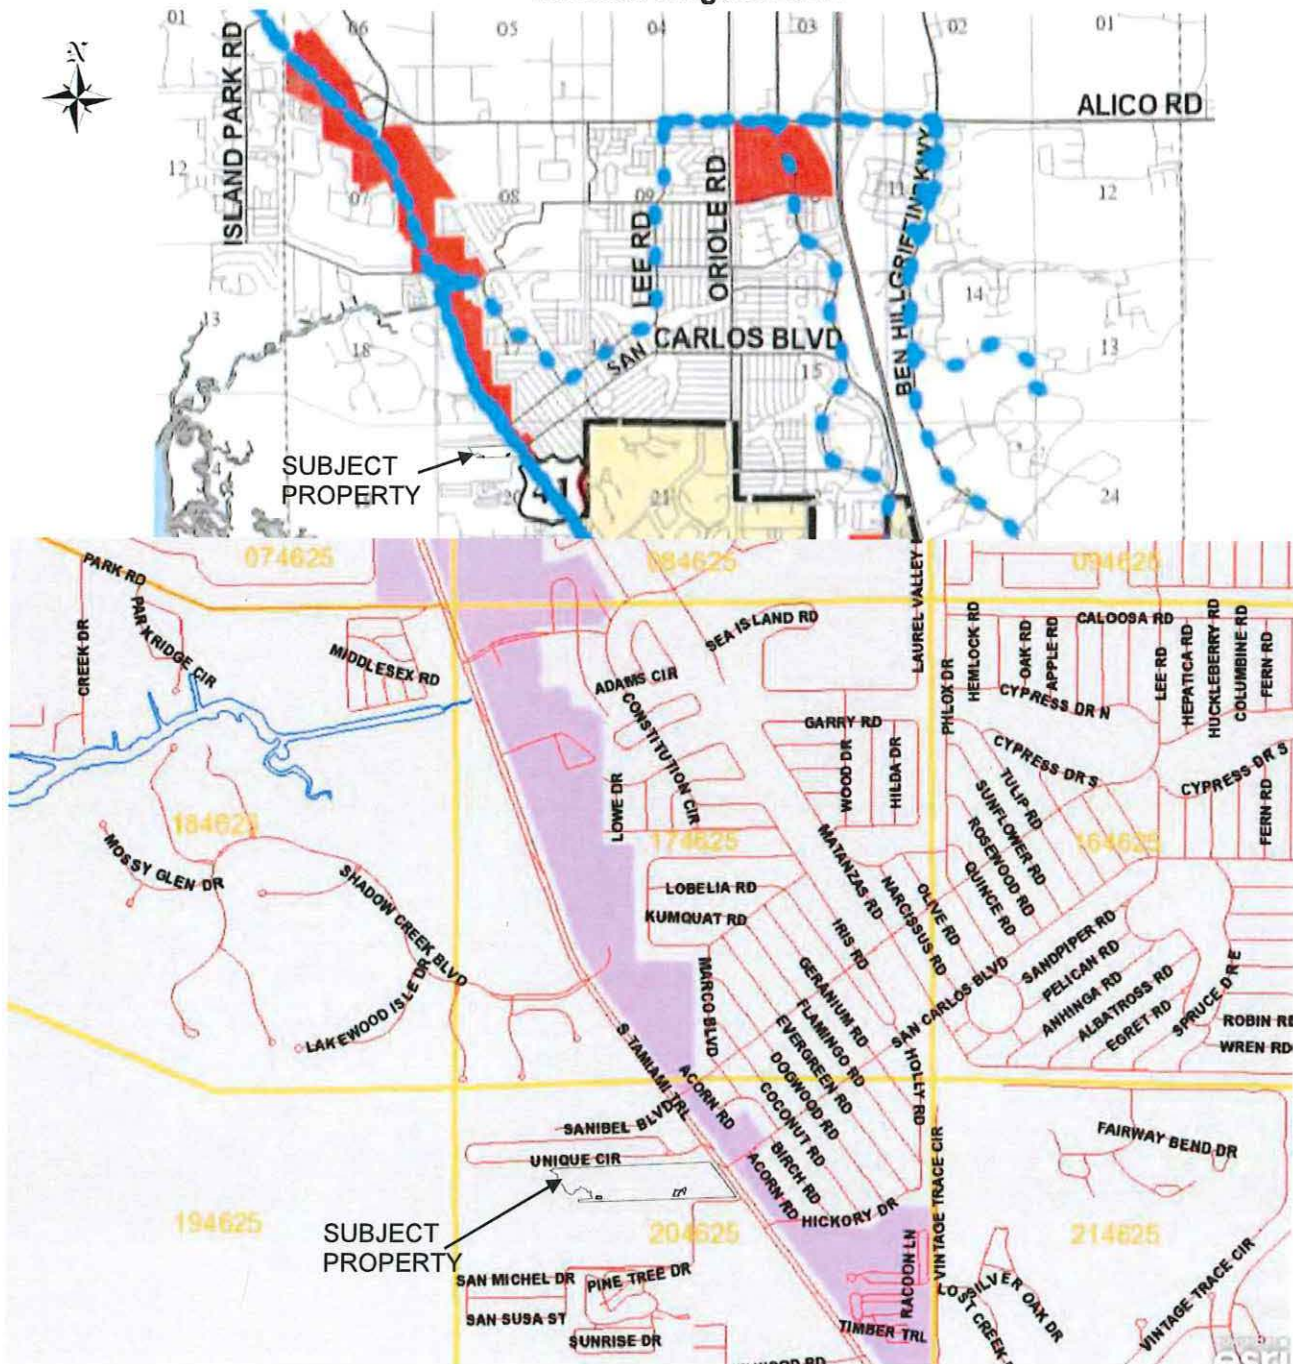 N
01
06
05
04
03
02
01
ISLAND PARK RD
ALICO RD
12
07
08
09
11
12
LEE RD
ORIOLE RD
BEN HILL GRIFFIN PKWY
13
18
17
SAN CARLOS BLVD
15
14
13
SUBJECT
PROPERTY
20
41
21
24
PARK RD
074625
084625
094625
CREEK DR
PARKRIDGE CIR
MIDDLESEX RD
ADAMS CIR
SEA ISLAND RD
LAUREL VALLEY
PHLOX DR
HEMLOCK RD
OAK RD
APPLE RD
CALOOSA RD
LEE RD
HEPATICA RD
HUCKLEBERRY RD
COLUMBINE RD
FERN RD
CYPRESS DR N
CONSTITUTION CIR
GARRY RD
WOOD DR
HILDA DR
CYPRESS DR S
CYPRESS DR S
LOWE DR
TULIP RD
SUNFLOWER RD
ROSEWOOD RD
QUINCE RD
FERN RD
184625
174625
164625
MOSSY GLEN DR
SHADOW CREEK BLVD
MATANZAS RD
NARCISSUS RD
OLIVE RD
LOBELIA RD
KUMQUAT RD
IRIS RD
SANDPIPER RD
PELICAN RD
ANHINGA RD
ALBATROSS RD
EGRET RD
SPRUCE DR E
ROBIN RD
WREN RD
LAKEWOOD ISLE DR
MARCO BLVD
GERANIUM RD
FLAMINGO RD
EVERGREEN RD
DOGWOOD RD
COCONUT RD
SAN CARLOS BLVD
HOLLY RD
S TAMIAMI TRL
ACORN RD
SANIBEL BLVD
UNIQUE CIR
BIRCH RD
ACORN RD
HICKORY DR
VINTAGE TRACE CIR
FAIRWAY BEND DR
194625
204625
214625
SUBJECT
PROPERTY
SAN MICHEL DR
PINE TREE DR
SAN SUSA ST
SUNRISE DR
RACOON LN
TIMBER TRL
LOST CREEK
SILVER OAK DR
VINTAGE TRACE CIR
esri